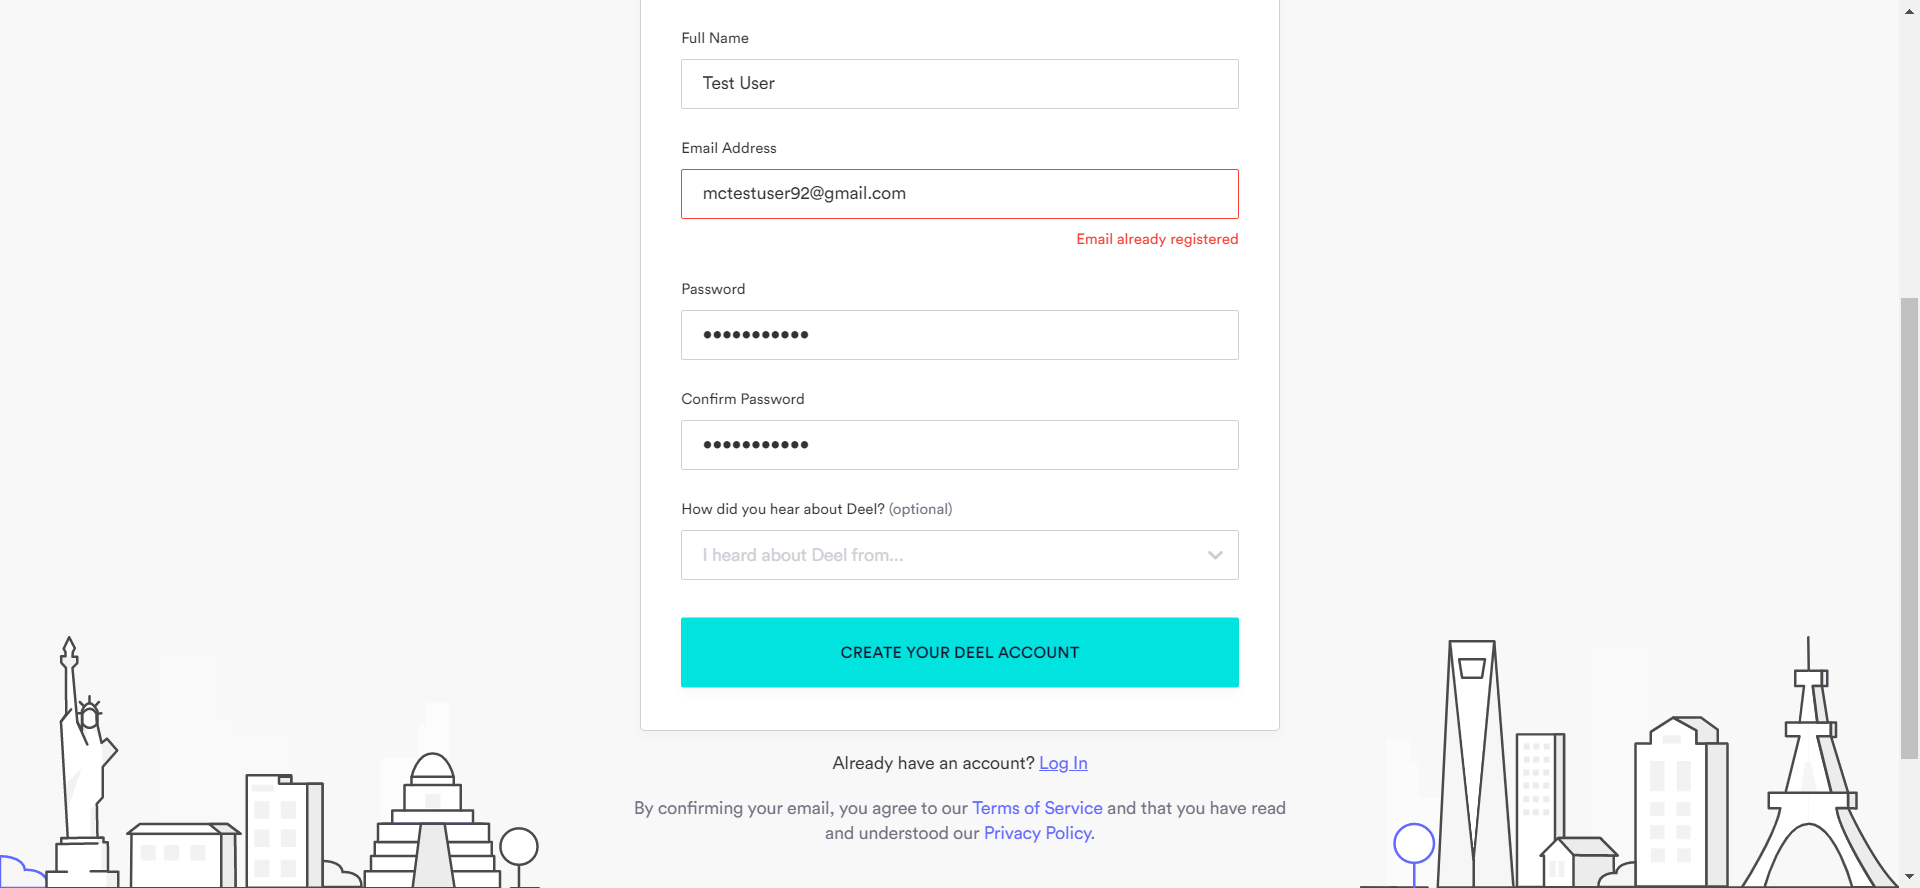 Full Name
Test User
Email Address
mctestuser92@gmail.com
Email already registered
Password
•••••••••••
Confirm Password
•••••••••••
How did you hear about Deel? (optional)
I heard about Deel from...
CREATE YOUR DEEL ACCOUNT
Already have an account? Log In
By confirming your email, you agree to our Terms of Service and that you have read
and understood our Privacy Policy.